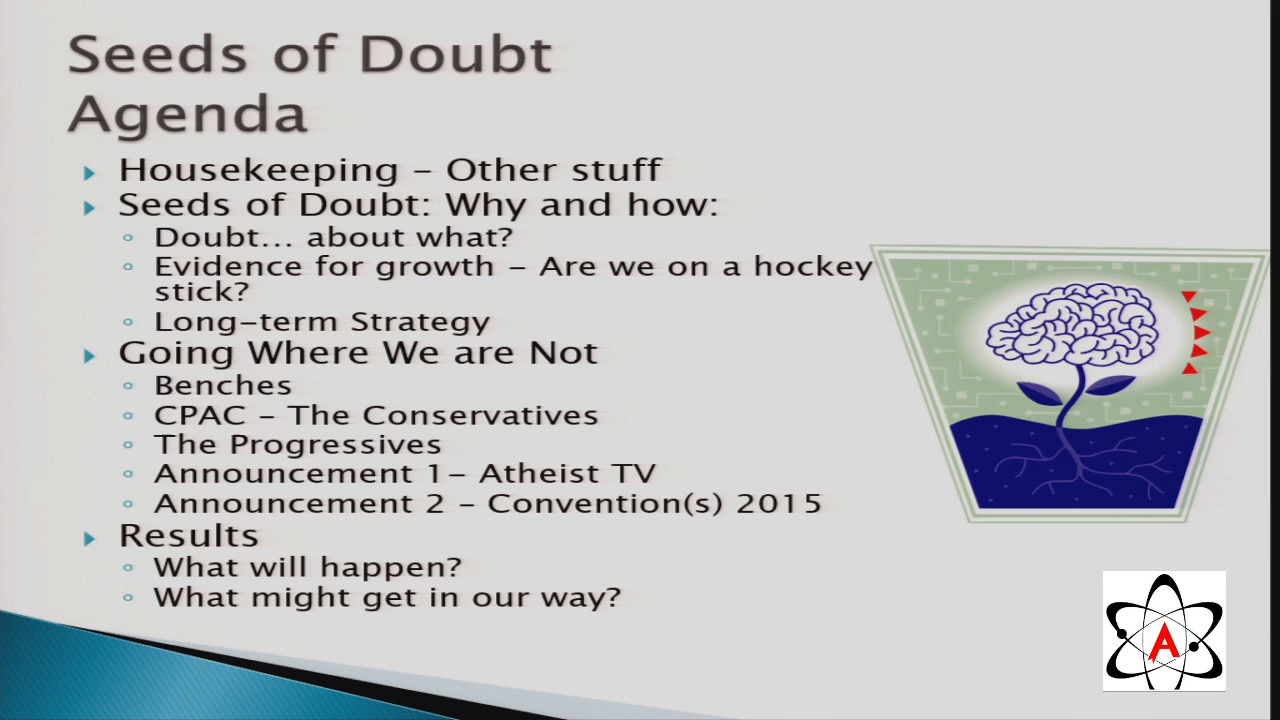 Seeds of Doubt
Agenda
Housekeeping – Other stuff
Seeds of Doubt: Why and how:
Doubt... about what?
Evidence for growth – Are we on a hockey
stick?
Long-term Strategy
Going Where We are Not
Benches
CPAC – The Conservatives
The Progressives
Announcement 1– Atheist TV
Announcement 2 – Convention(s) 2015
Results
What will happen?
What might get in our way?
A